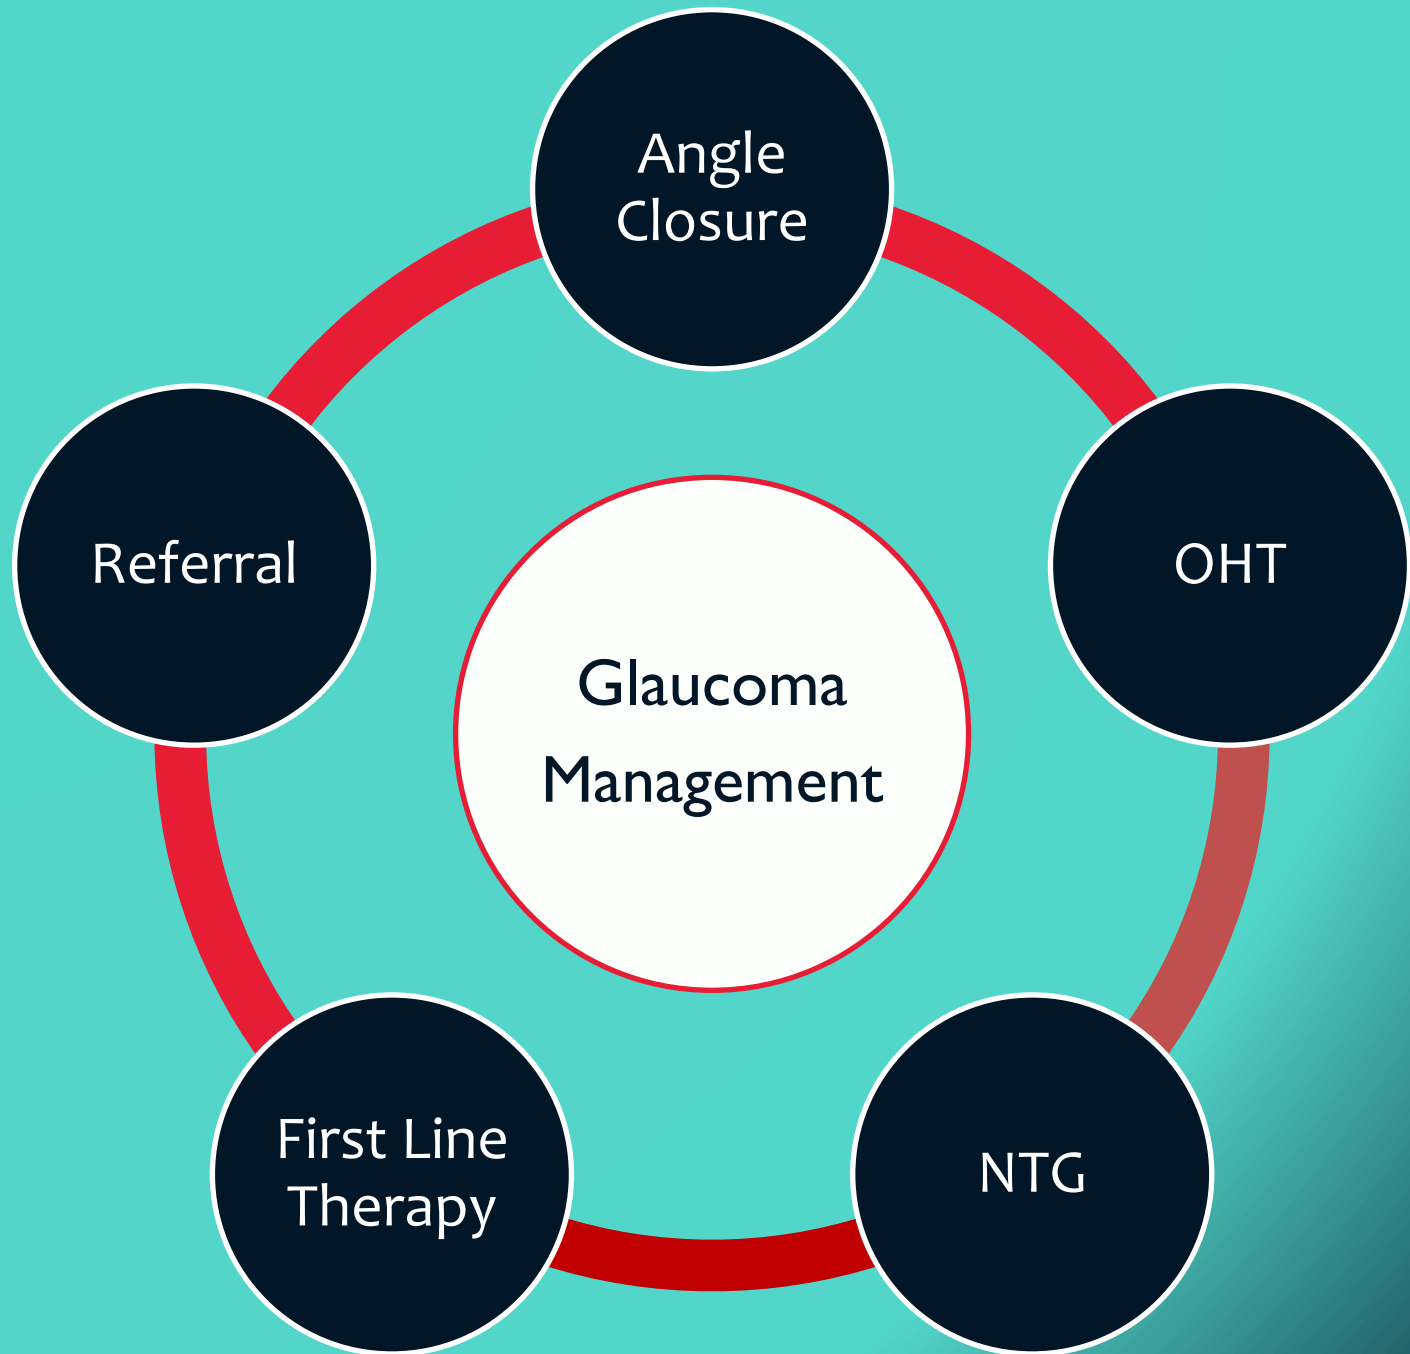 Angle
Closure
OHT
NTG
First Line
Therapy
Referral
Glaucoma
Management